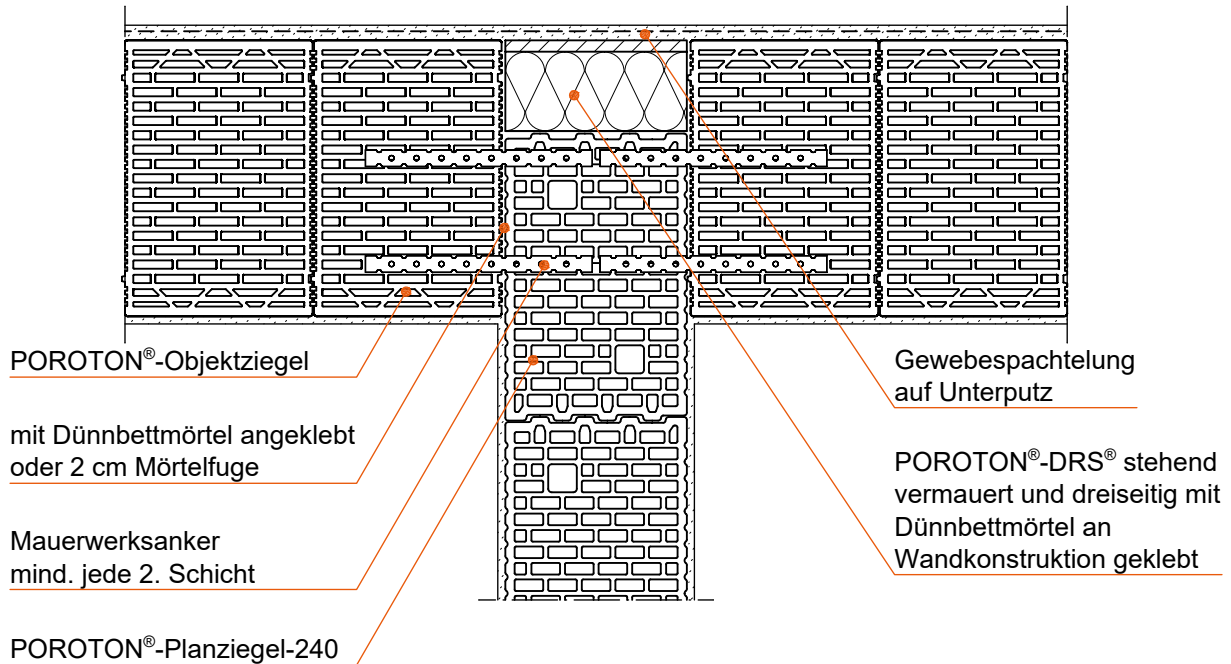 POROTON®-Objektziegel
mit Dünnbettmörtel angeklebt
oder 2 cm Mörtelfuge
Mauerwerksanker
mind. jede 2. Schicht
POROTON®-Planziegel-240
Gewebespachtelung
auf Unterputz
POROTON®-DRS® stehend
vermauert und dreiseitig mit
Dünnbettmörtel an
Wandkonstruktion geklebt